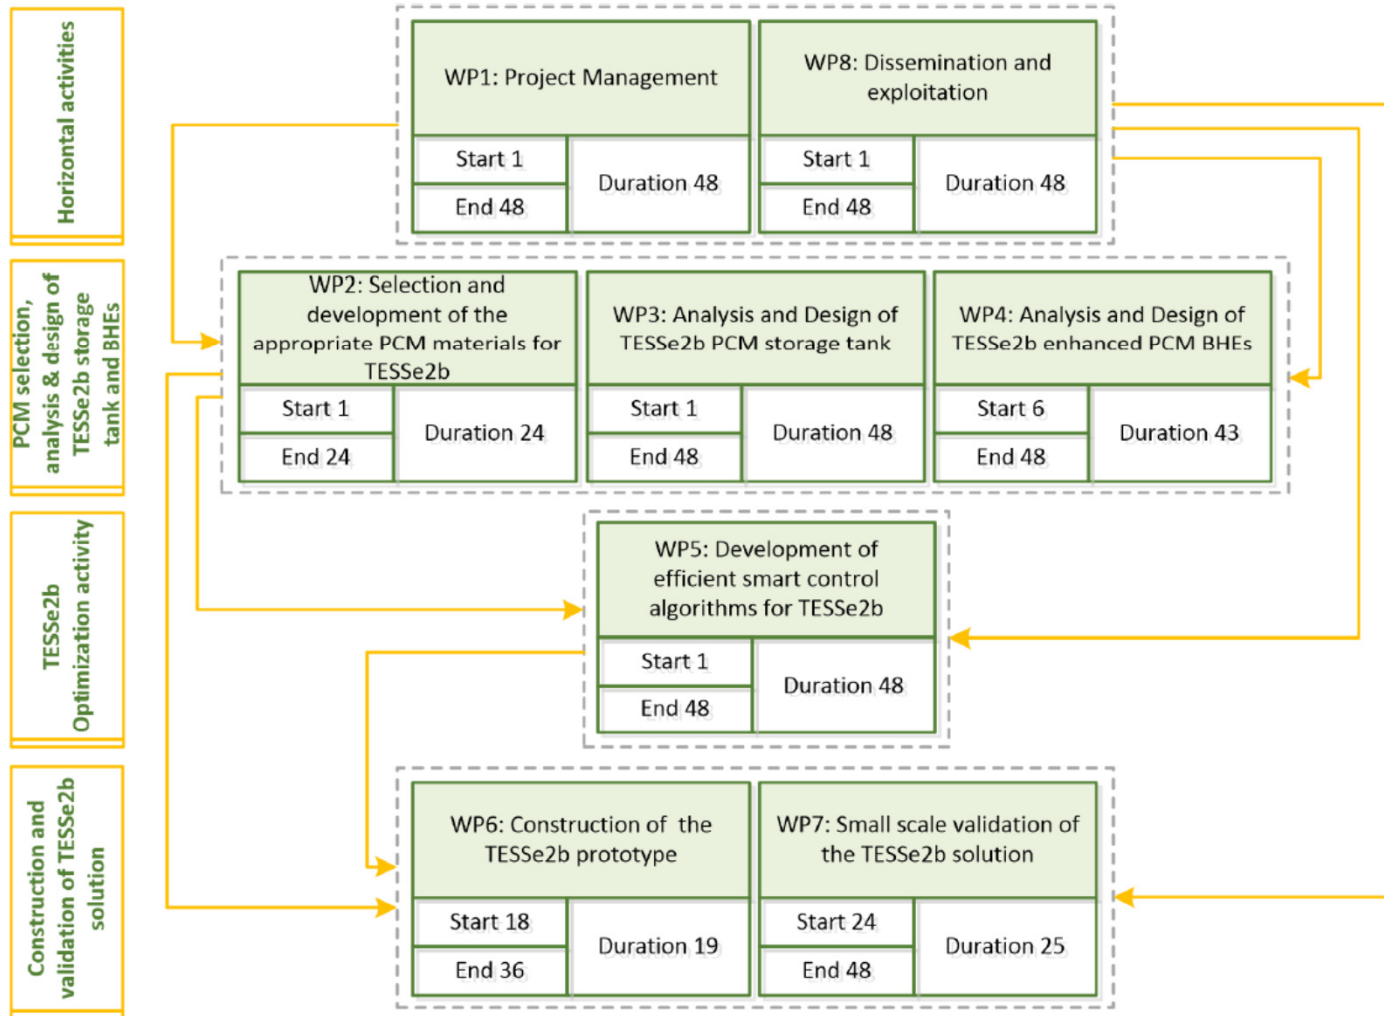 Horizontal activities
WP1: Project Management
Start 1
End 48
Duration 48
WP8: Dissemination and
exploitation
Start 1
End 48
Duration 48
PCM selection,
analysis & design of
TESSe2b storage
tank and BHEs
WP2: Selection and
development of the
appropriate PCM materials for
TESSe2b
Start 1
End 24
Duration 24
WP3: Analysis and Design of
TESSe2b PCM storage tank
Start 1
End 48
Duration 48
WP4: Analysis and Design of
TESSe2b enhanced PCM BHEs
Start 6
End 48
Duration 43
TESSe2b
Optimization activity
WP5: Development of
efficient smart control
algorithms for TESSe2b
Start 1
End 48
Duration 48
Construction and
validation of TESSe2b
solution
WP6: Construction of the
TESSe2b prototype
Start 18
End 36
Duration 19
WP7: Small scale validation of
the TESSe2b solution
Start 24
End 48
Duration 25